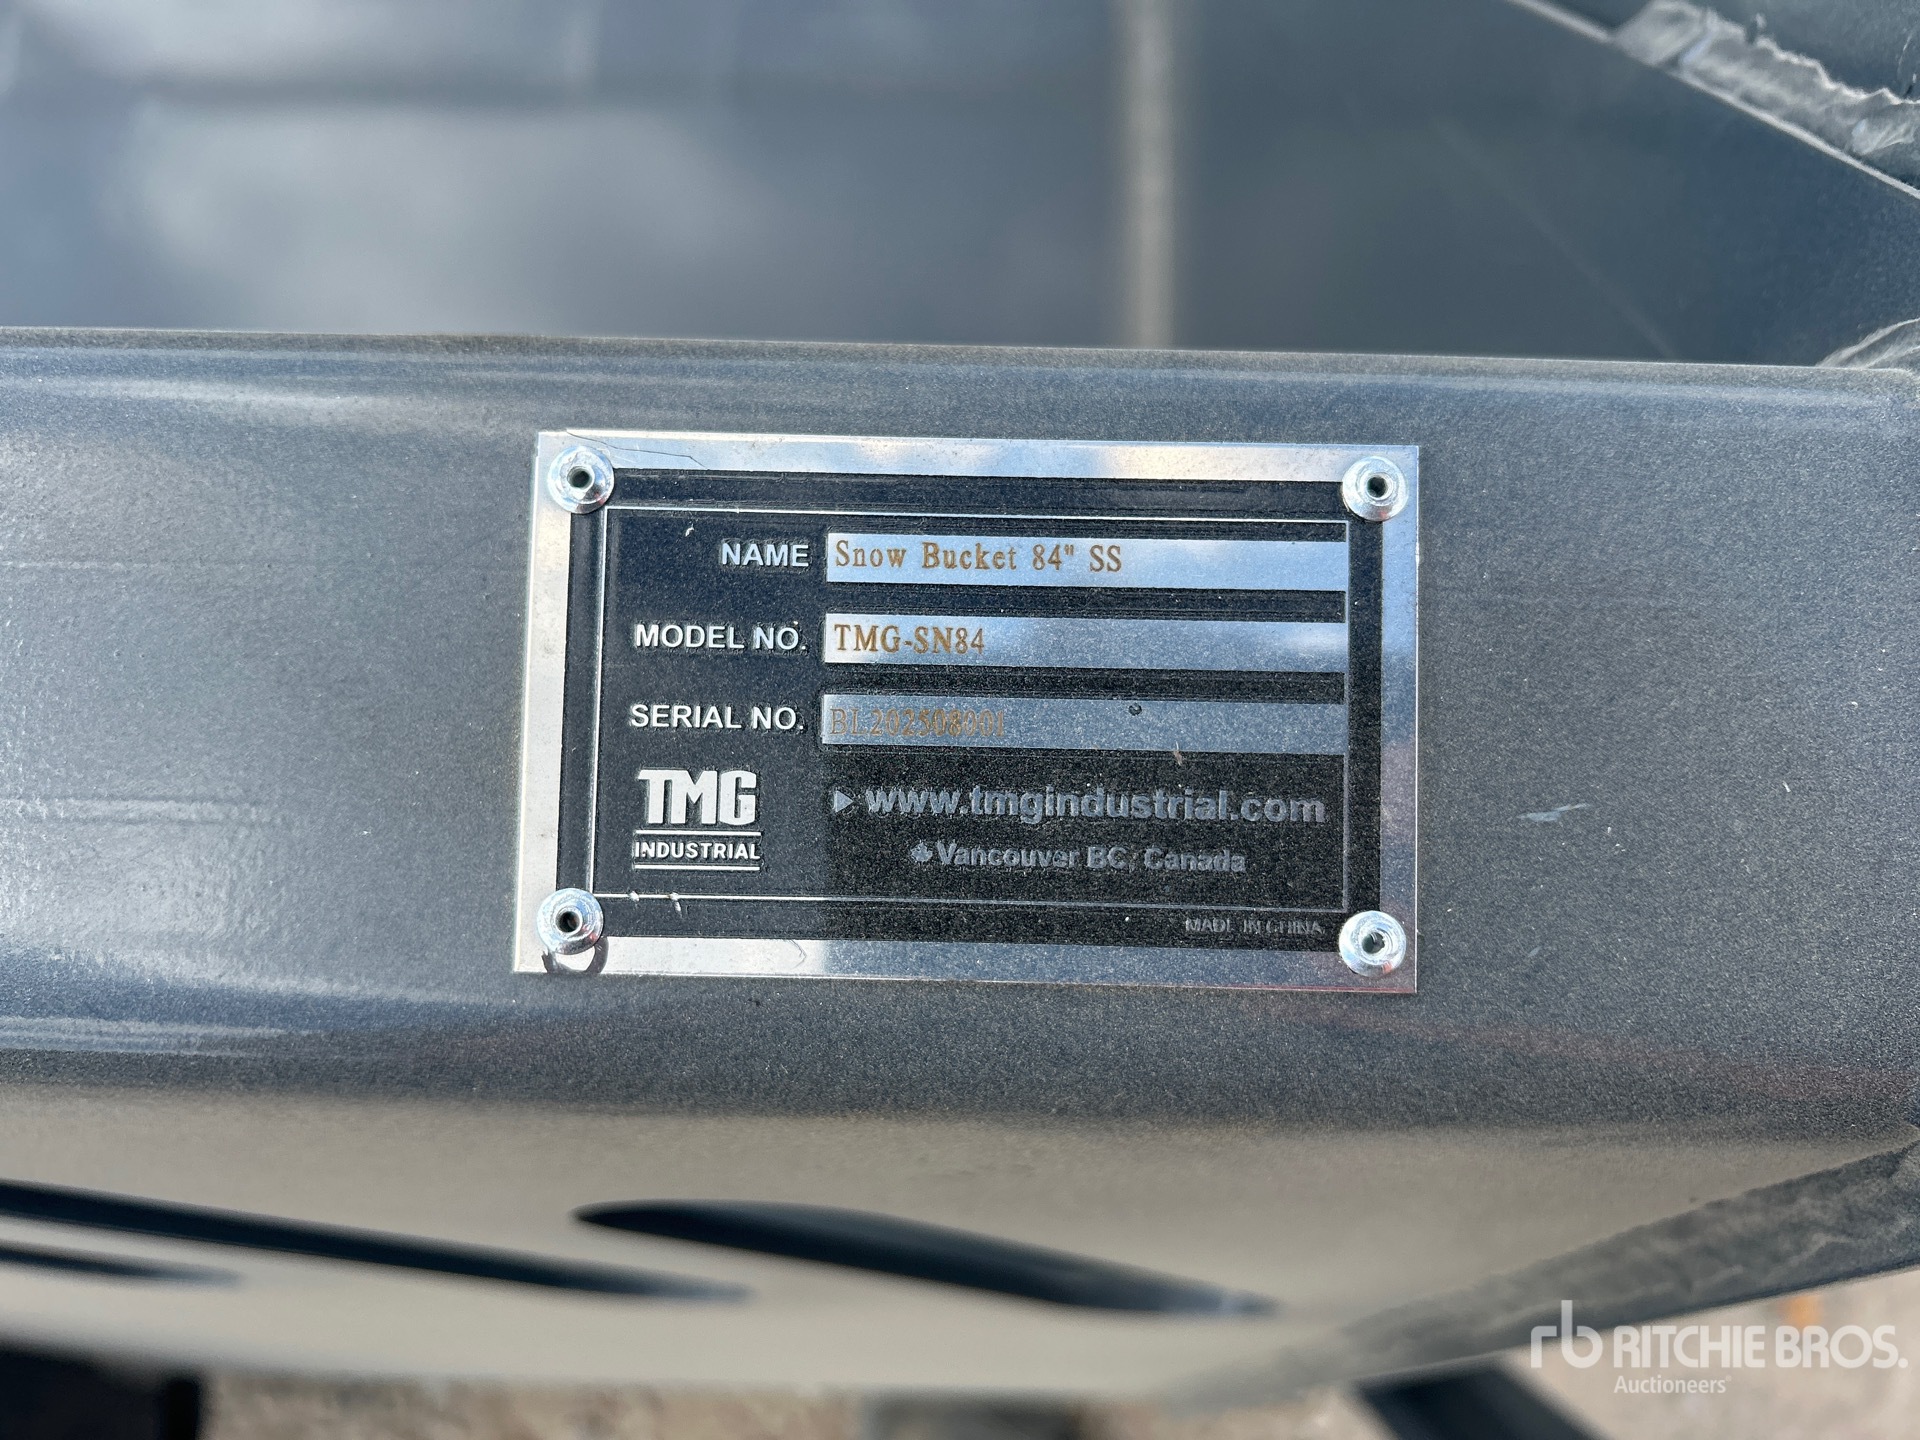 NAME Snow Bucket 84" SS
MODEL NO. TMG-SN84
SERIAL NO. BL202508001
TMG
INDUSTRIAL
www.tmgindustrial.com
Vancouver BC, Canada
MADE IN CHINA
rb RITCHIE BROS.
Auctioneers